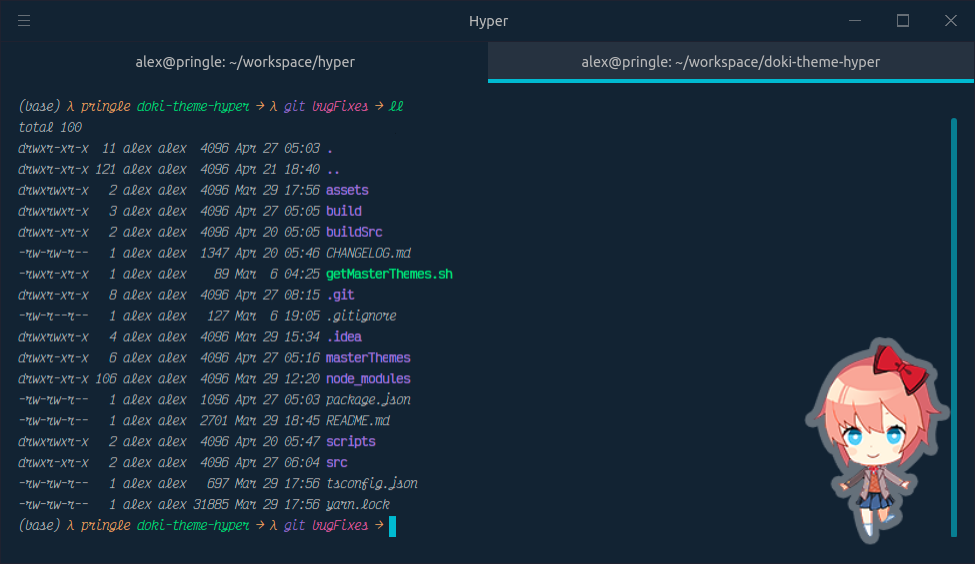 Hyper
alex@pringle: ~/workspace/hyper
alex@pringle: ~/workspace/doki-theme-hyper
(base) λ pringle doki-theme-hyper → λ git bugFixes → ll
total 100
drwxr-xr-x  11 alex alex  4096 Apr 27 05:03 .
drwxr-xr-x 121 alex alex  4096 Apr 21 18:40 ..
drwxrwxr-x   2 alex alex  4096 Mar 29 17:56 assets
drwxrwxr-x   3 alex alex  4096 Apr 27 05:05 build
drwxr-xr-x   2 alex alex  4096 Apr 20 05:05 buildSrc
-rw-rw-r--   1 alex alex  1347 Apr 20 05:46 CHANGELOG.md
-rwxr-xr-x   1 alex alex    89 Mar  6 04:25 getMasterThemes.sh
drwxr-xr-x   8 alex alex  4096 Apr 27 08:15 .git
-rw-r--r--   1 alex alex   127 Mar  6 19:05 .gitignore
drwxrwxr-x   4 alex alex  4096 Mar 29 15:34 .idea
drwxrwxr-x   6 alex alex  4096 Apr 27 05:16 masterThemes
drwxr-xr-x 106 alex alex  4096 Mar 29 12:20 node_modules
-rw-rw-r--   1 alex alex  1096 Apr 27 05:03 package.json
-rw-rw-r--   1 alex alex  2701 Mar 29 18:45 README.md
drwxrwxr-x   2 alex alex  4096 Apr 20 05:47 scripts
drwxr-xr-x   2 alex alex  4096 Apr 27 06:04 src
-rw-rw-r--   1 alex alex   697 Mar 29 17:56 tsconfig.json
-rw-rw-r--   1 alex alex 31885 Mar 29 17:56 yarn.lock
(base) λ pringle doki-theme-hyper → λ git bugFixes →